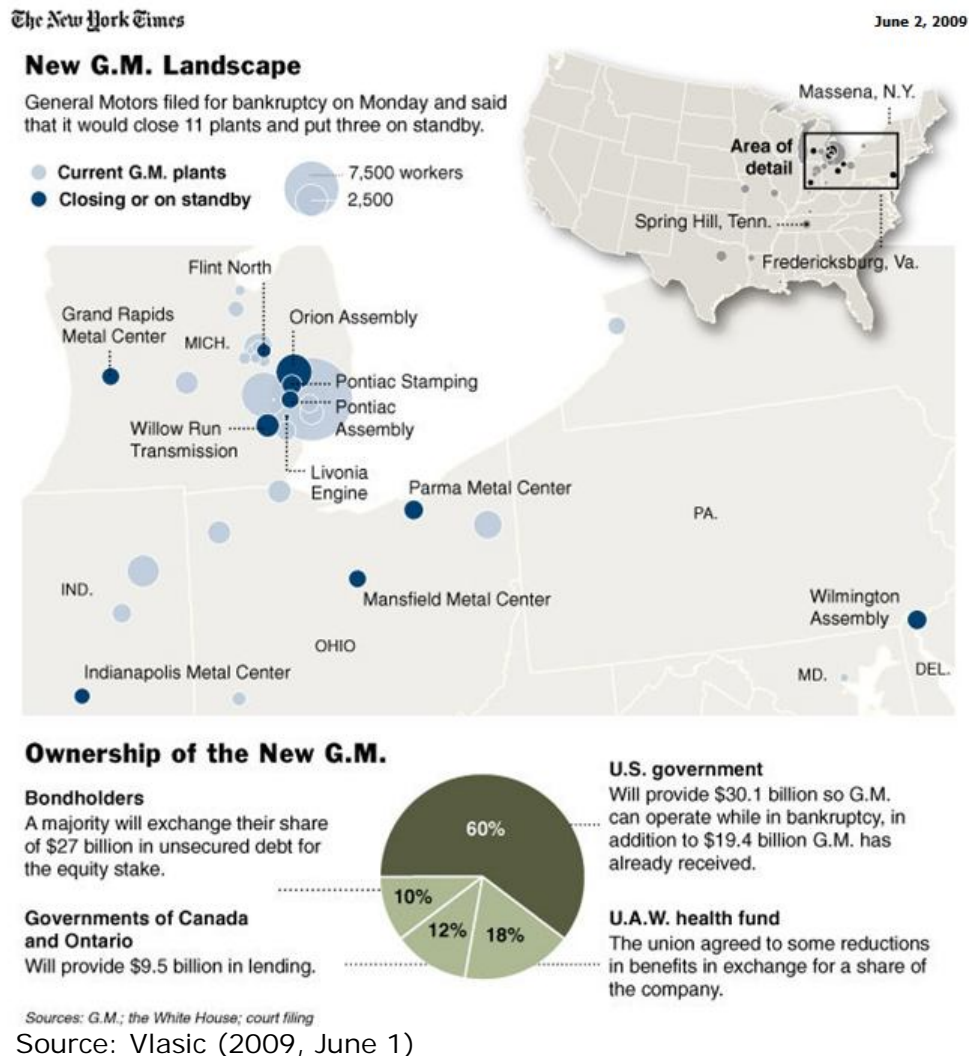 The New York Times
June 2, 2009
New G.M. Landscape
General Motors filed for bankruptcy on Monday and said
that it would close 11 plants and put three on standby.
Current G.M. plants
Closing or on standby
7,500 workers
2,500
Massena, N.Y.
Area of
detail
Spring Hill, Tenn.
Fredericksburg, Va.
Flint North
Grand Rapids
Metal Center
MICH.
Orion Assembly
Pontiac Stamping
Pontiac
Assembly
Willow Run
Transmission
Livonia
Engine
Parma Metal Center
PA.
IND.
Mansfield Metal Center
Wilmington
Assembly
OHIO
Indianapolis Metal Center
MD.
DEL.
Ownership of the New G.M.
Bondholders
A majority will exchange their share
of $27 billion in unsecured debt for
the equity stake.
Governments of Canada
and Ontario
Will provide $9.5 billion in lending.
60%
10%
12%
18%
U.S. government
Will provide $30.1 billion so G.M.
can operate while in bankruptcy, in
addition to $19.4 billion G.M. has
already received.
U.A.W. health fund
The union agreed to some reductions
in benefits in exchange for a share of
the company.
Sources: G.M.; the White House; court filing
Source: Vlasic (2009, June 1)